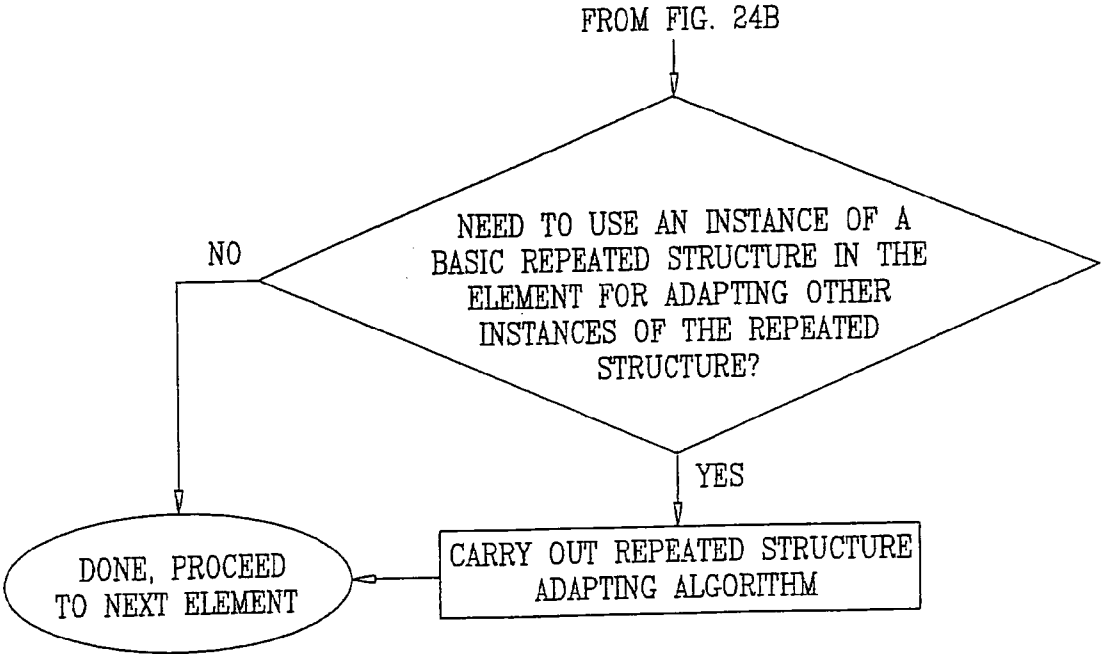 FROM FIG. 24B
NEED TO USE AN INSTANCE OF A
BASIC REPEATED STRUCTURE IN THE
ELEMENT FOR ADAPTING OTHER
INSTANCES OF THE REPEATED
STRUCTURE?
NO
YES
CARRY OUT REPEATED STRUCTURE
ADAPTING ALGORITHM
DONE, PROCEED
TO NEXT ELEMENT